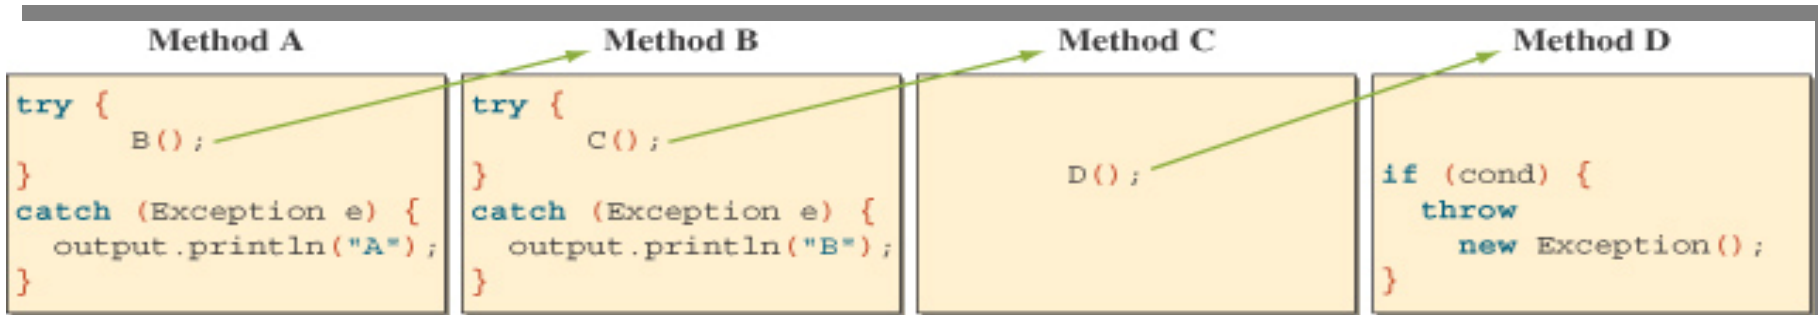 Method A
try {
B();
}
catch (Exception e) {
output.println("A");
}
Method B
try {
C();
}
catch (Exception e) {
output.println("B");
}
Method C
D();
Method D
if (cond) {
throw
new Exception();
}